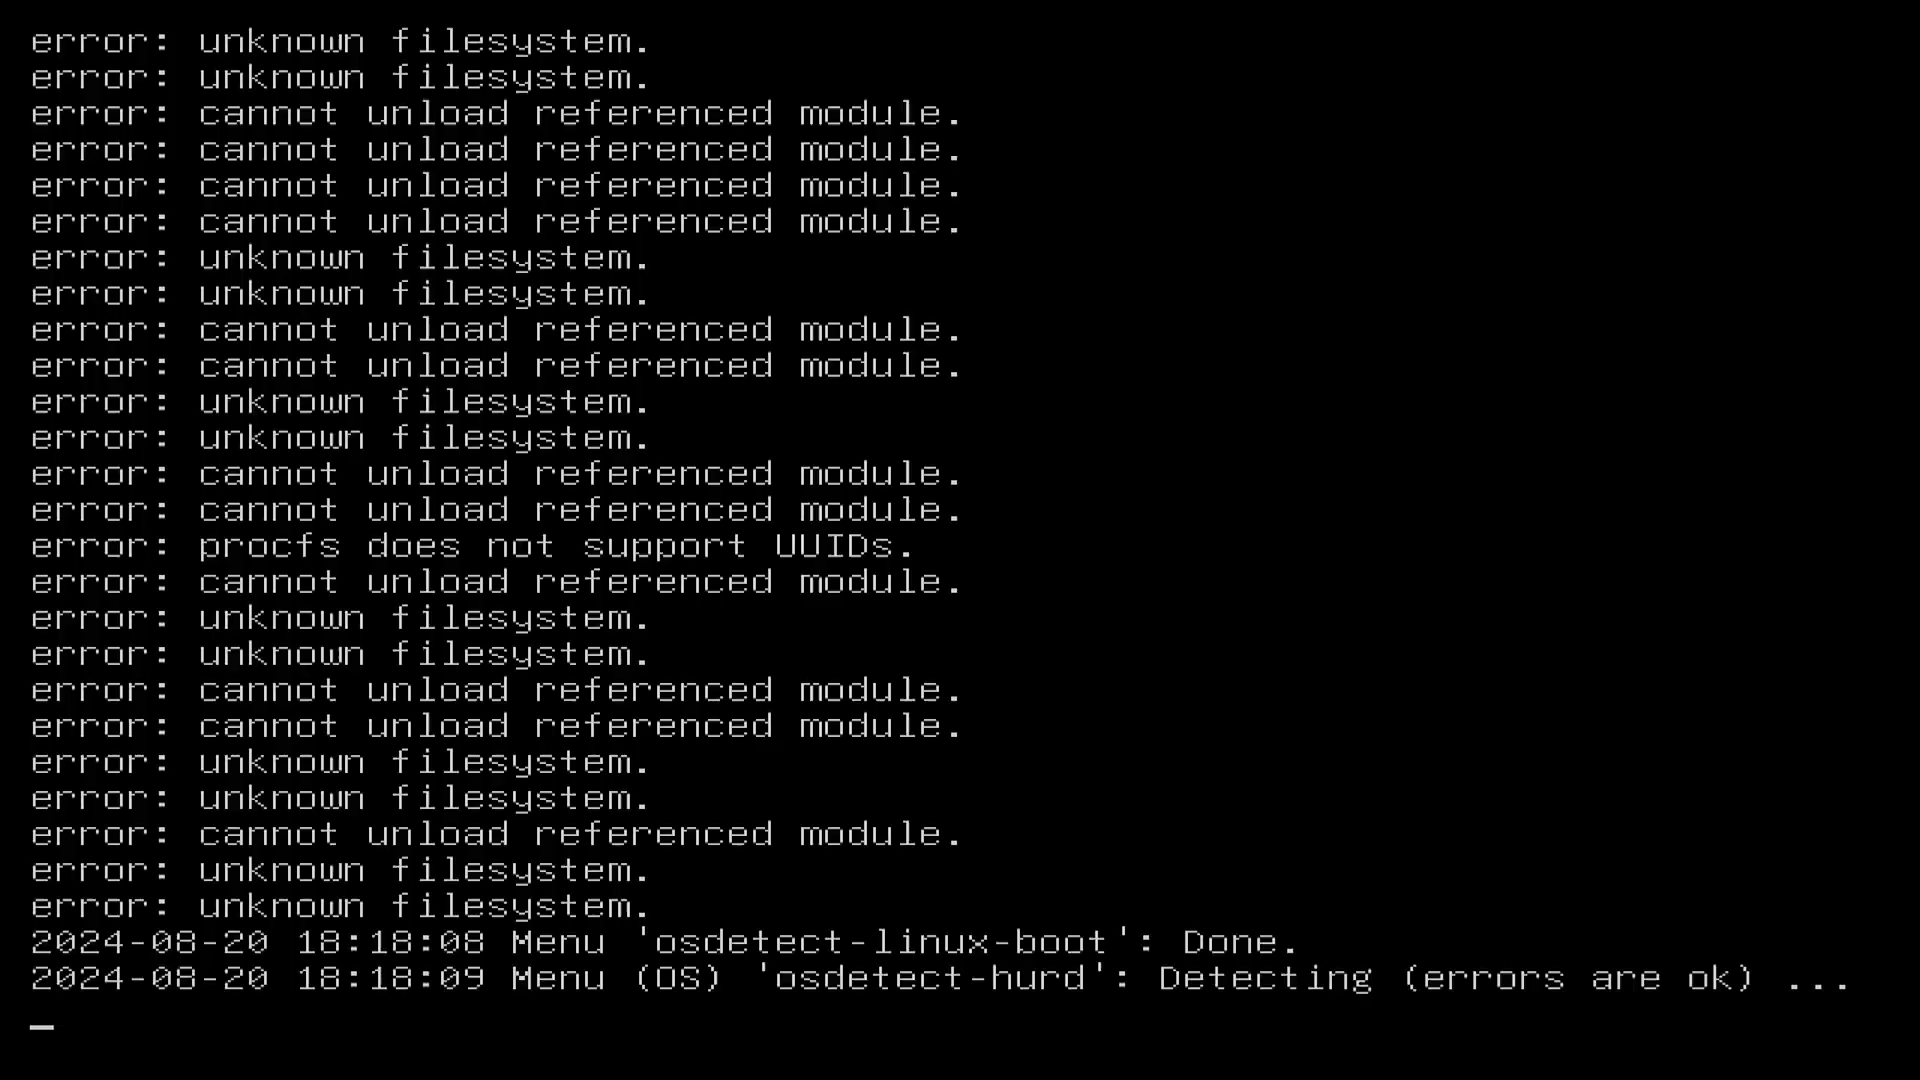 error: unknown filesystem.
error: unknown filesystem.
error: cannot unload referenced module.
error: cannot unload referenced module.
error: cannot unload referenced module.
error: cannot unload referenced module.
error: unknown filesystem.
error: unknown filesystem.
error: cannot unload referenced module.
error: cannot unload referenced module.
error: unknown filesystem.
error: unknown filesystem.
error: cannot unload referenced module.
error: cannot unload referenced module.
error: procfs does not support UUIDs.
error: cannot unload referenced module.
error: unknown filesystem.
error: unknown filesystem.
error: cannot unload referenced module.
error: cannot unload referenced module.
error: unknown filesystem.
error: unknown filesystem.
error: cannot unload referenced module.
error: unknown filesystem.
error: unknown filesystem.
2024-08-20 18:18:08 Menu 'osdetect-linux-boot': Done.
2024-08-20 18:18:09 Menu (OS) 'osdetect-hurd': Detecting (errors are ok) ...